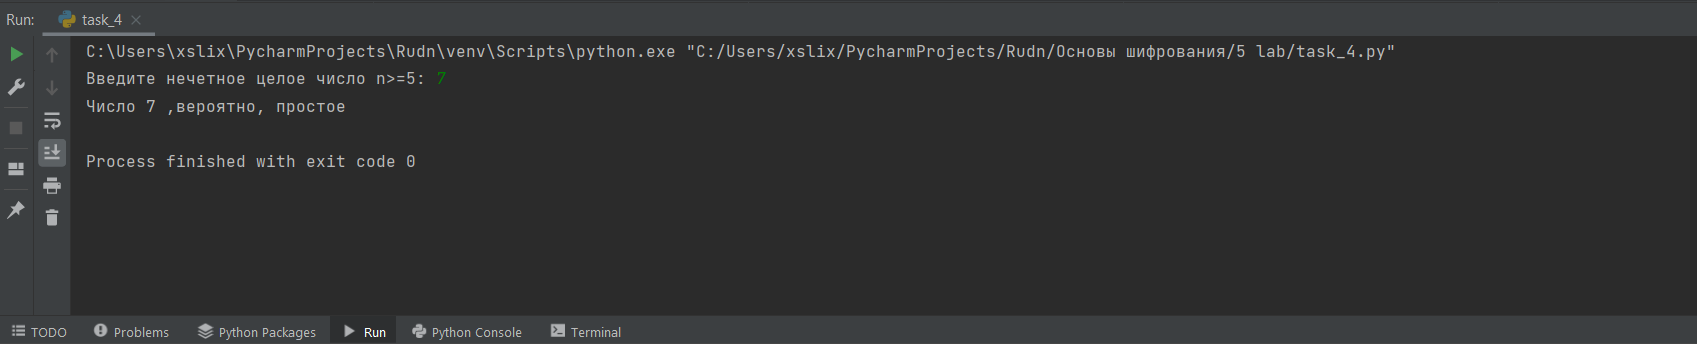 Run: task_4
C:\Users\xslix\PycharmProjects\Rudn\venv\Scripts\python.exe "C:/Users/xslix/PycharmProjects/Rudn/Основы шифрования/5 lab/task_4.py"
Введите нечетное целое число n>=5: 7
Число 7 ,вероятно, простое
Process finished with exit code 0
TODO Problems Python Packages Run Python Console Terminal